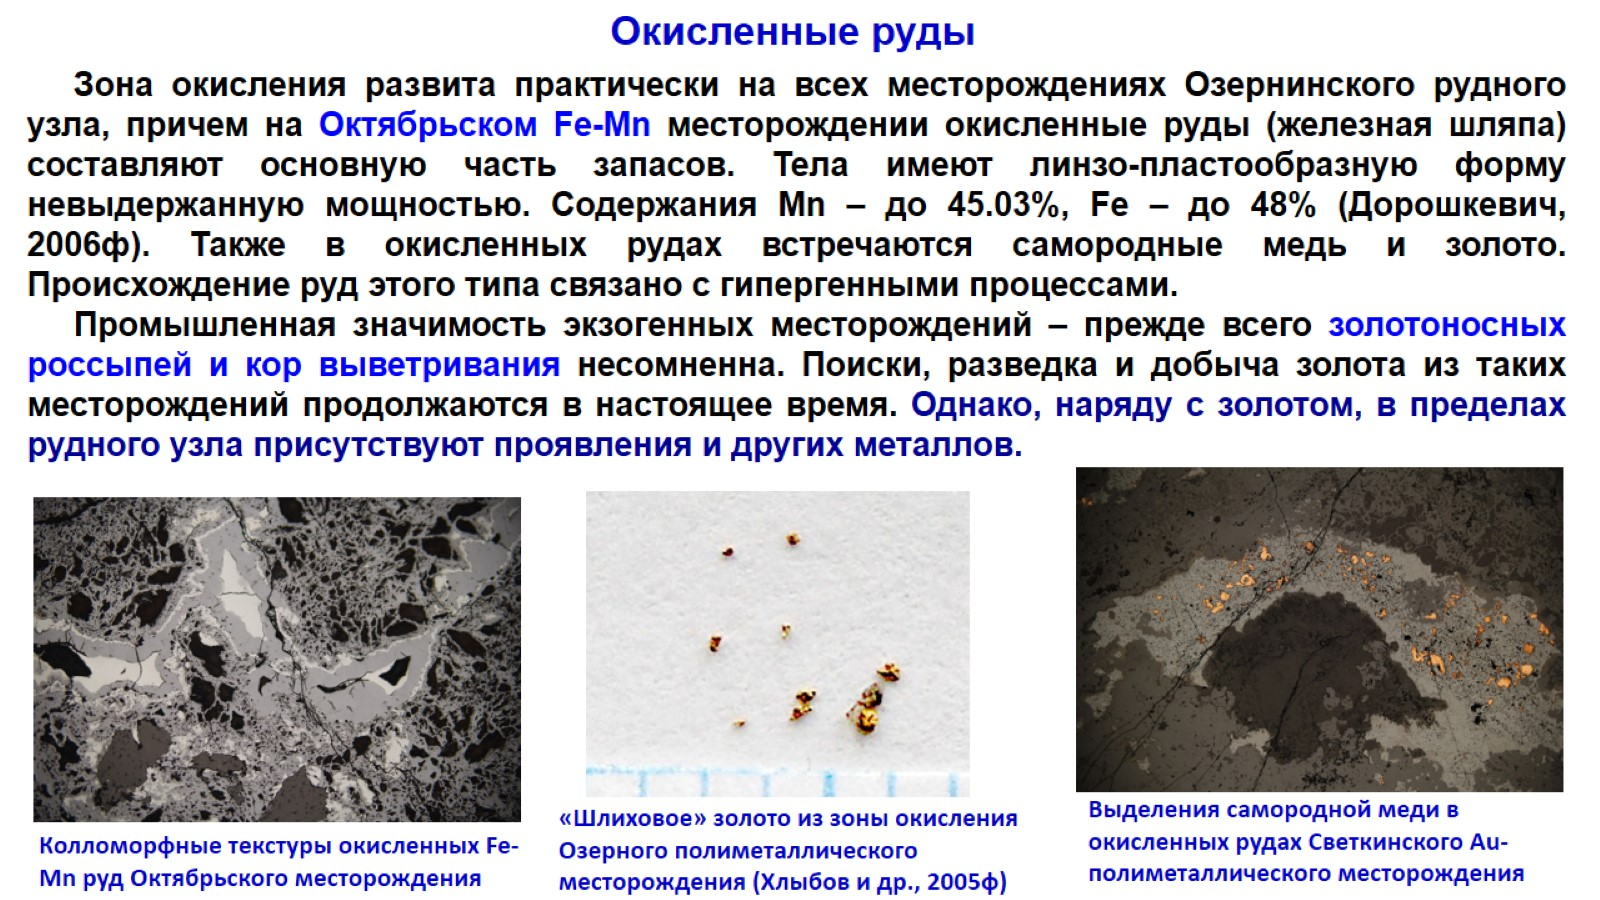 Окисленные руды
Зона окисления развита практически на всех месторождениях Озернинского рудного
узла, причем на Октябрьском Fe-Mn месторождении окисленные руды (железная шляпа)
составляют основную часть запасов. Тела имеют линзо-пластообразную форму
невыдержанную мощностью. Содержания Mn – до 45.03%, Fe – до 48% (Дорошкевич,
2006ф). Также в окисленных рудах встречаются самородные медь и золото.
Происхождение руд этого типа связано с гипергенными процессами.
Промышленная значимость экзогенных месторождений – прежде всего золотоносных
россыпей и кор выветривания несомненна. Поиски, разведка и добыча золота из таких
месторождений продолжаются в настоящее время. Однако, наряду с золотом, в пределах
рудного узла присутствуют проявления и других металлов.
Колломорфные текстуры окисленных Fe-
Mn руд Октябрьского месторождения
«Шлиховое» золото из зоны окисления
Озерного полиметаллического
месторождения (Хлыбов и др., 2005ф)
Выделения самородной меди в
окисленных рудах Светкинского Au-
полиметаллического месторождения